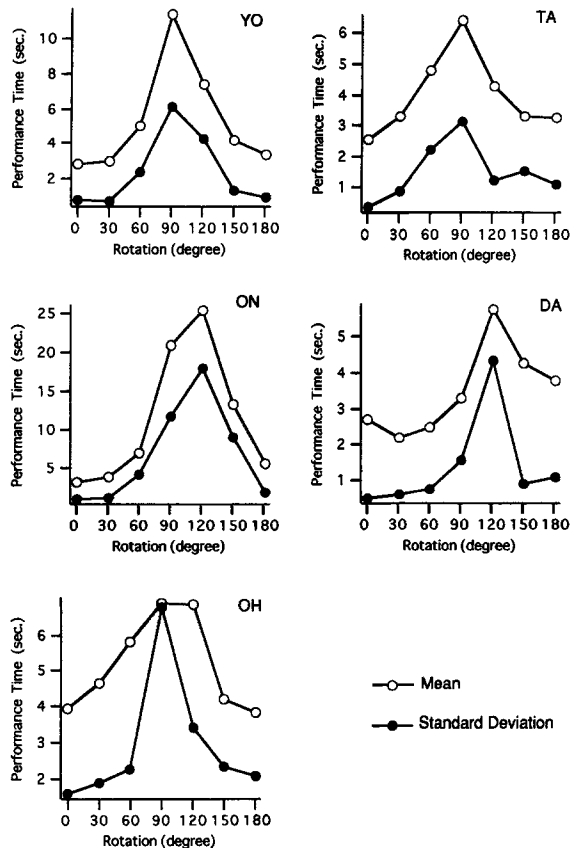 YO
Performance Time (sec.)
10
8
6
4
2
0 30 60 90 120 150 180
Rotation (degree)
TA
Performance Time (sec.)
6
5
4
3
2
1
0 30 60 90 120 150 180
Rotation (degree)
ON
Performance Time (sec.)
25
20
15
10
5
0 30 60 90 120 150 180
Rotation (degree)
DA
Performance Time (sec.)
5
4
3
2
1
0 30 60 90 120 150 180
Rotation (degree)
OH
Performance Time (sec.)
6
5
4
3
2
0 30 60 90 120 150 180
Rotation (degree)
Mean
Standard Deviation